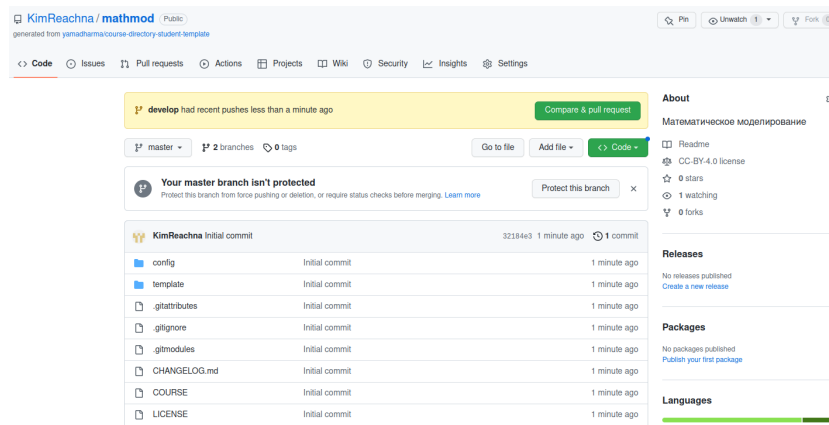 KimReachna / mathmod Public
Pin Unwatch 1 Fork
generated from yamadharma/course-directory-student-template
Code Issues Pull requests Actions Projects Wiki Security Insights Settings
develop had recent pushes less than a minute ago Compare & pull request
master 2 branches 0 tags Go to file Add file Code
Your master branch isn't protected
Protect this branch from force pushing or deletion, or require status checks before merging. Learn more
Protect this branch
KimReachna Initial commit 32184e3 1 minute ago 1 commit
config Initial commit 1 minute ago
template Initial commit 1 minute ago
.gitattributes Initial commit 1 minute ago
.gitignore Initial commit 1 minute ago
.gitmodules Initial commit 1 minute ago
CHANGELOG.md Initial commit 1 minute ago
COURSE Initial commit 1 minute ago
LICENSE Initial commit 1 minute ago
About
Математическое моделирование
Readme
CC-BY-4.0 license
0 stars
1 watching
0 forks
Releases
No releases published
Create a new release
Packages
No packages published
Publish your first package
Languages